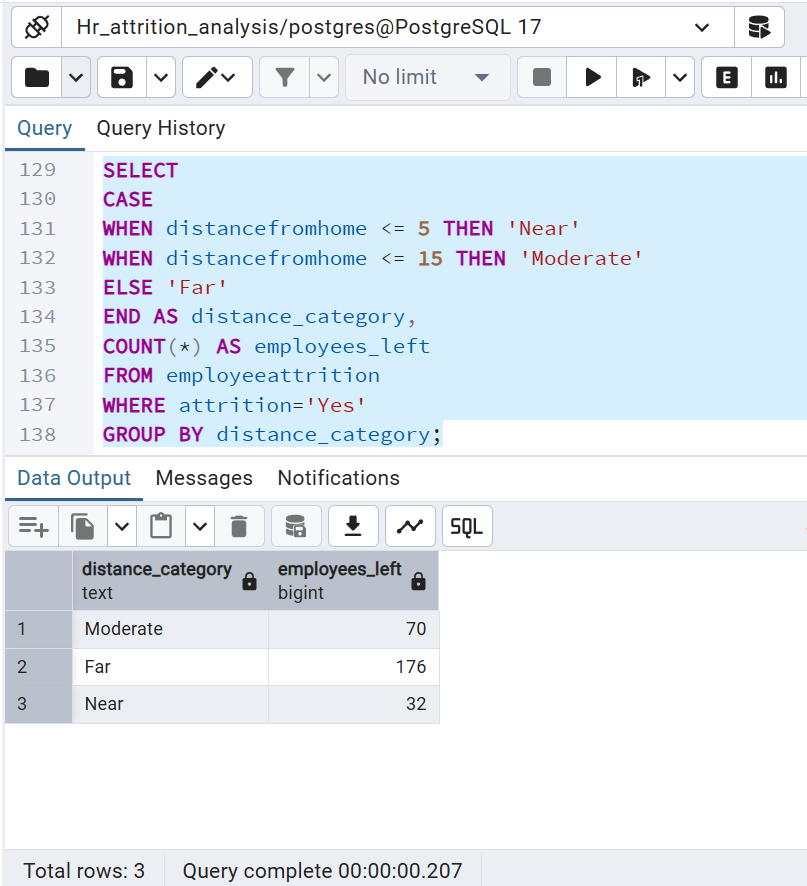 Hr_attrition_analysis/postgres@PostgreSQL 17
No limit
E
Query Query History
129 SELECT
130 CASE
131 WHEN distancefromhome <= 5 THEN 'Near'
132 WHEN distancefromhome <= 15 THEN 'Moderate'
133 ELSE 'Far'
134 END AS distance_category,
135 COUNT(*) AS employees_left
136 FROM employeeattrition
137 WHERE attrition='Yes'
138 GROUP BY distance_category;
Data Output Messages Notifications
SQL
distance_category employees_left
text bigint
1 Moderate 70
2 Far 176
3 Near 32
Total rows: 3 Query complete 00:00:00.207